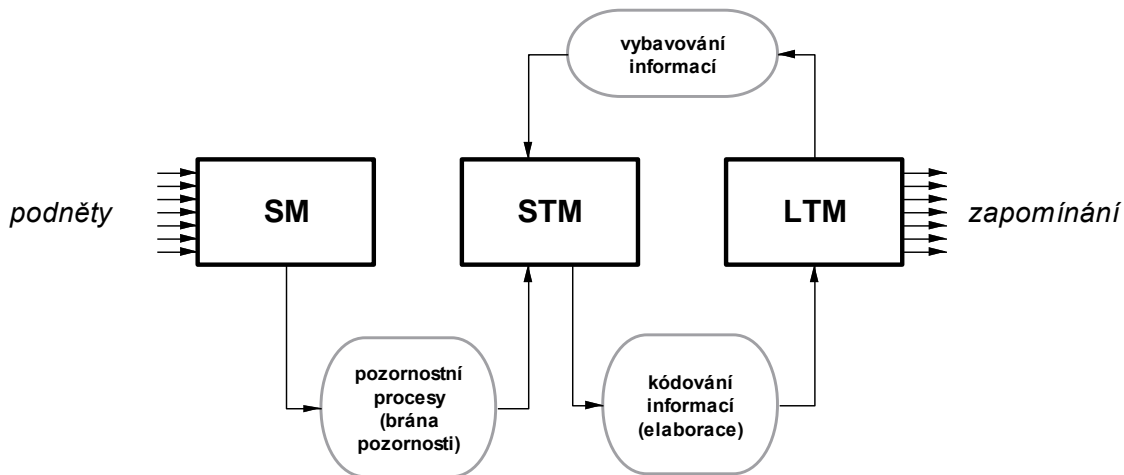 vybavování
informací
podněty
SM
STM
LTM
zapomínání
pozornostní
procesy
(brána
pozornosti)
kódování
informací
(elaborace)